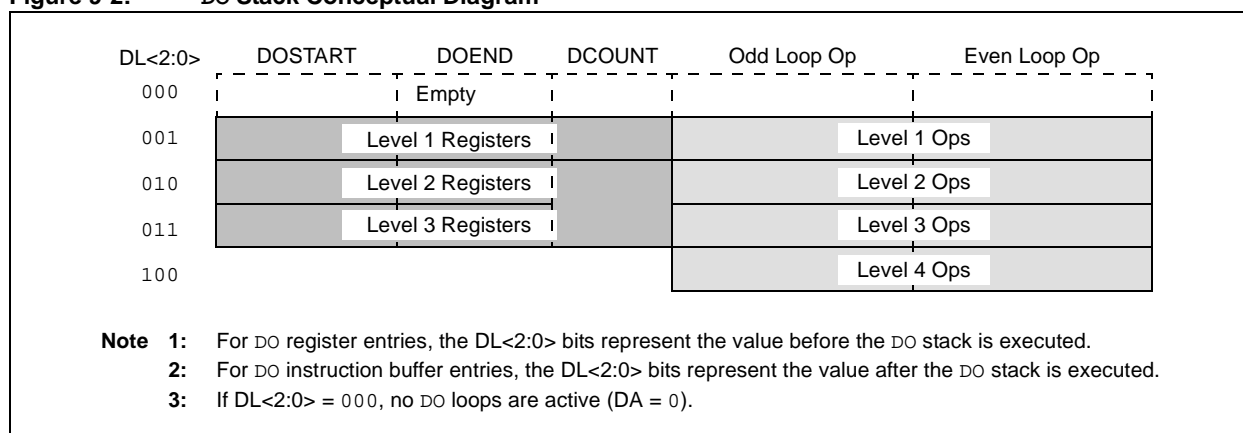 Figure 3-2: DO Stack Conceptual Diagram
DL<2:0> DOSTART DOEND DCOUNT Odd Loop Op Even Loop Op
000 Empty
001 Level 1 Registers Level 1 Ops
010 Level 2 Registers Level 2 Ops
011 Level 3 Registers Level 3 Ops
100 Level 4 Ops
Note 1: For DO register entries, the DL<2:0> bits represent the value before the DO stack is executed.
2: For DO instruction buffer entries, the DL<2:0> bits represent the value after the DO stack is executed.
3: If DL<2:0> = 000, no DO loops are active (DA = 0).